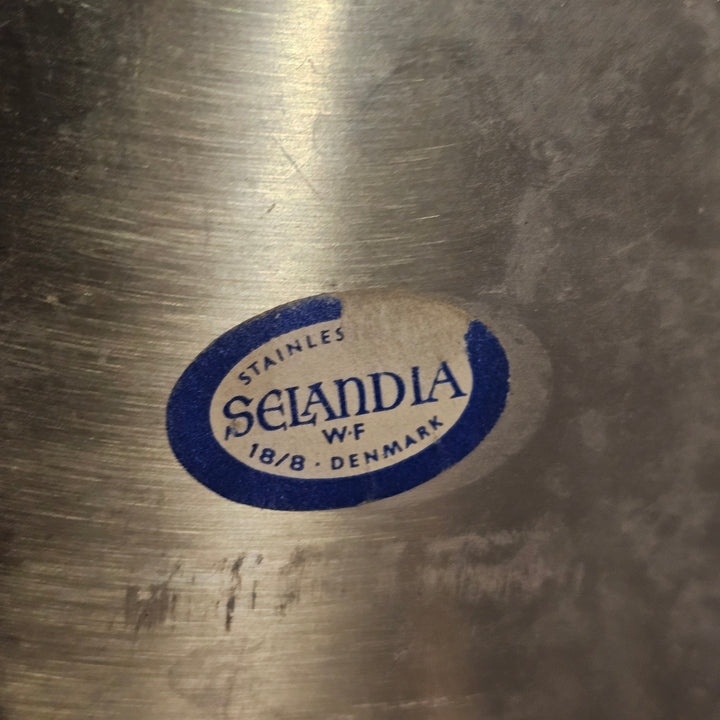 STAINLES
SELANDIA
W·F
18/8 · DENMARK